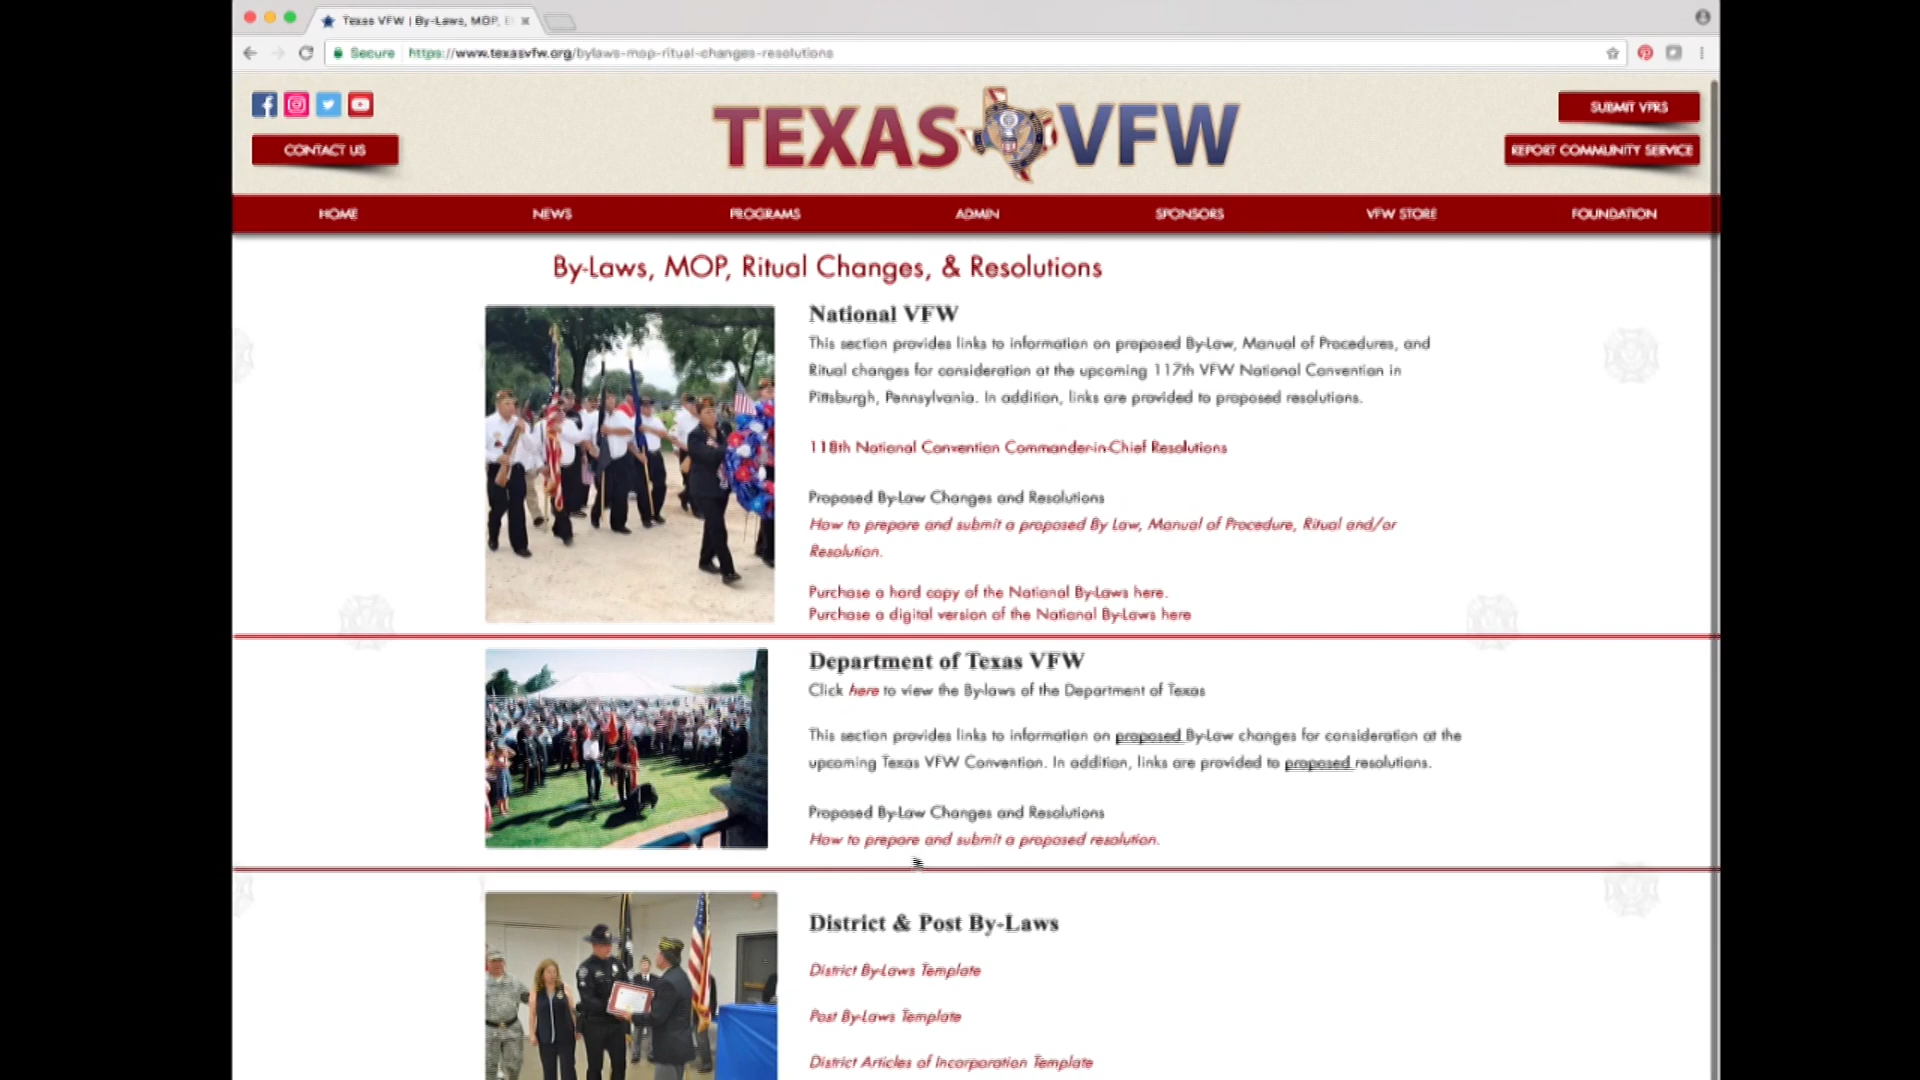 Texas VFW | By-Laws, MOP,
Secure https://www.texasvfw.org/bylaws-mop-ritual-changes-resolutions
CONTACT US
TEXAS VFW
SUBMIT VPRS
REPORT COMMUNITY SERVICE
HOME NEWS PROGRAMS ADMIN SPONSORS VFW STORE FOUNDATION
By-Laws, MOP, Ritual Changes, & Resolutions
National VFW
This section provides links to information on proposed By-Law, Manual of Procedures, and
Ritual changes for consideration at the upcoming 117th VFW National Convention in
Pittsburgh, Pennsylvania. In addition, links are provided to proposed resolutions.
118th National Convention Commander-in-Chief Resolutions
Proposed By-Law Changes and Resolutions
How to prepare and submit a proposed By Law, Manual of Procedure, Ritual and/or
Resolution.
Purchase a hard copy of the National By-Laws here.
Purchase a digital version of the National By-Laws here
Department of Texas VFW
Click here to view the By-laws of the Department of Texas
This section provides links to information on proposed By-Law changes for consideration at the
upcoming Texas VFW Convention. In addition, links are provided to proposed resolutions.
Proposed By-Law Changes and Resolutions
How to prepare and submit a proposed resolution.
District & Post By-Laws
District By-Laws Template
Post By-Laws Template
District Articles of Incorporation Template